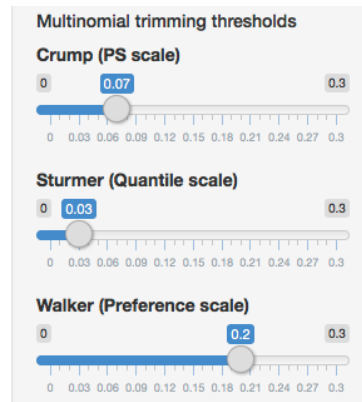 Multinomial trimming thresholds
Crump (PS scale)
0 0.07 0.3
0 0.03 0.06 0.09 0.12 0.15 0.18 0.21 0.24 0.27 0.3
Sturmer (Quantile scale)
0 0.03 0.3
0 0.03 0.06 0.09 0.12 0.15 0.18 0.21 0.24 0.27 0.3
Walker (Preference scale)
0 0.2 0.3
0 0.03 0.06 0.09 0.12 0.15 0.18 0.21 0.24 0.27 0.3